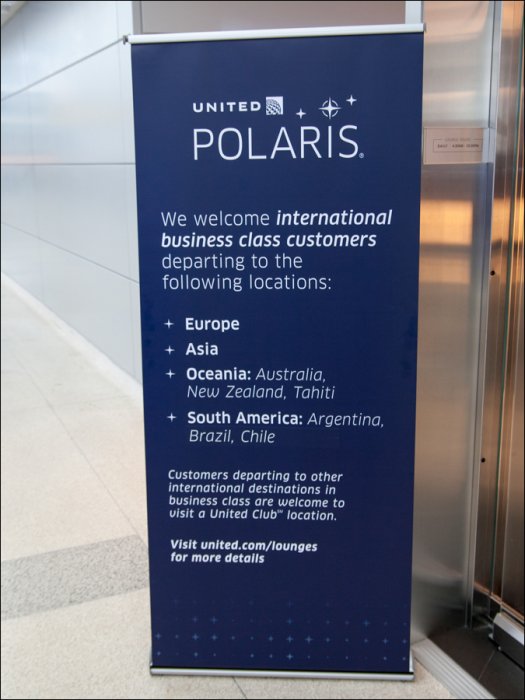 UNITED
POLARIS®
We welcome international
business class customers
departing to the
following locations:
Europe
Asia
Oceania: Australia,
New Zealand, Tahiti
South America: Argentina,
Brazil, Chile
Customers departing to other
international destinations in
business class are welcome to
visit a United Club℠ location.
Visit united.com/lounges
for more details